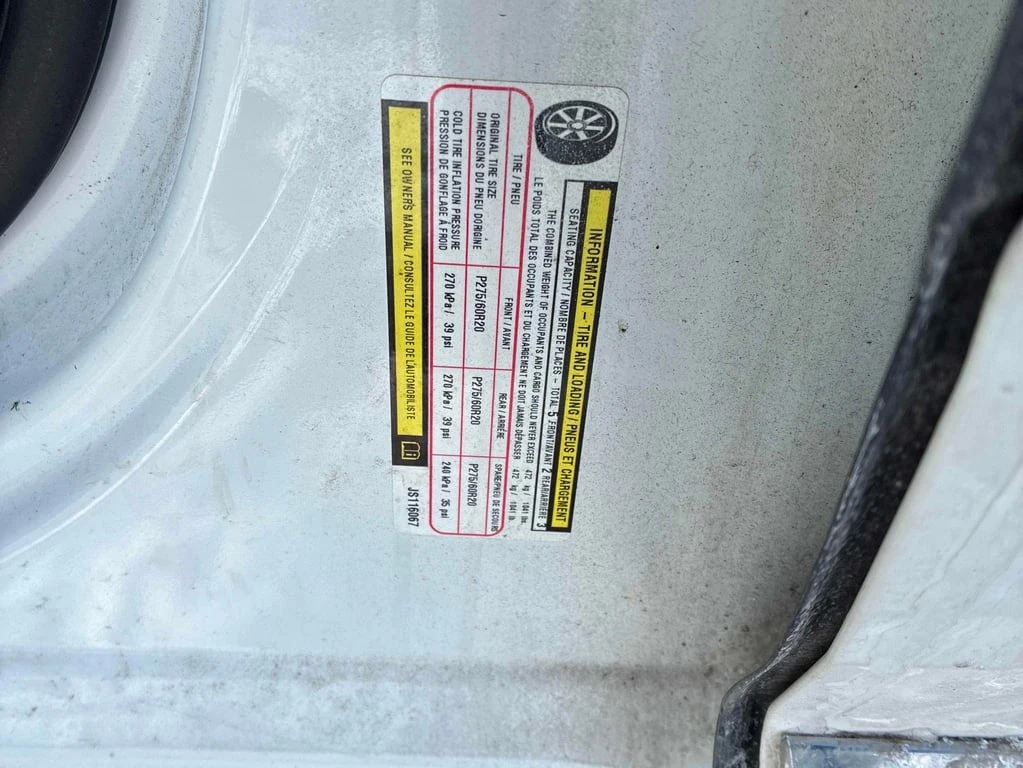 INFORMATION – TIRE AND LOADING / PNEUS ET CHARGEMENT
SEATING CAPACITY / NOMBRE DE PLACES – TOTAL 5 FRONT/AVANT 2 REAR/ARRIÈRE 3
THE COMBINED WEIGHT OF OCCUPANTS AND CARGO SHOULD NEVER EXCEED 472 kg / 1041 lbs.
LE POIDS TOTAL DES OCCUPANTS ET DU CHARGEMENT NE DOIT JAMAIS DÉPASSER 472 kg / 1041 lb.
TIRE / PNEU FRONT / AVANT REAR / ARRIÈRE SPARE/PNEU DE SECOURS
ORIGINAL TIRE SIZE
DIMENSIONS DU PNEU D'ORIGINE P275/60R20 P275/60R20 P275/60R20
COLD TIRE INFLATION PRESSURE
PRESSION DE GONFLAGE À FROID 270 kPa / 39 psi 270 kPa / 39 psi 240 kPa / 35 psi
SEE OWNER'S MANUAL / CONSULTEZ LE GUIDE DE L'AUTOMOBILISTE
JS116067